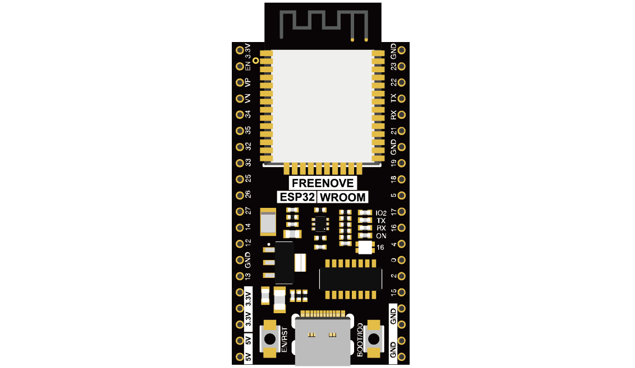 3.3V
EN
VP
VN
34
35
32
33
25
26
27
14
12
GND
13
3.3V
3.3V
5V
5V
FREENOVE
ESP32 WROOM
IO2
TX
RX
ON
16
EN/RST
BOOT/IO0
GND
23
22
TX
RX
21
GND
19
18
5
17
16
4
0
2
15
GND
GND